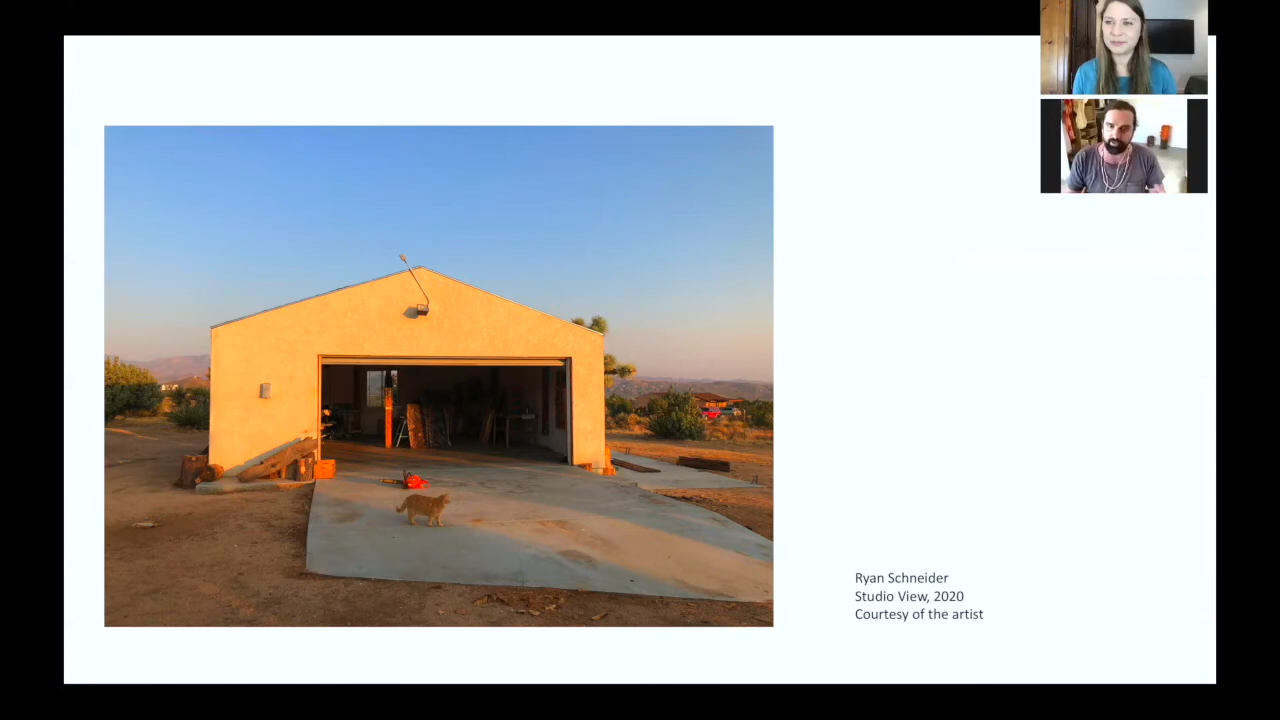 Ryan Schneider
Studio View, 2020
Courtesy of the artist